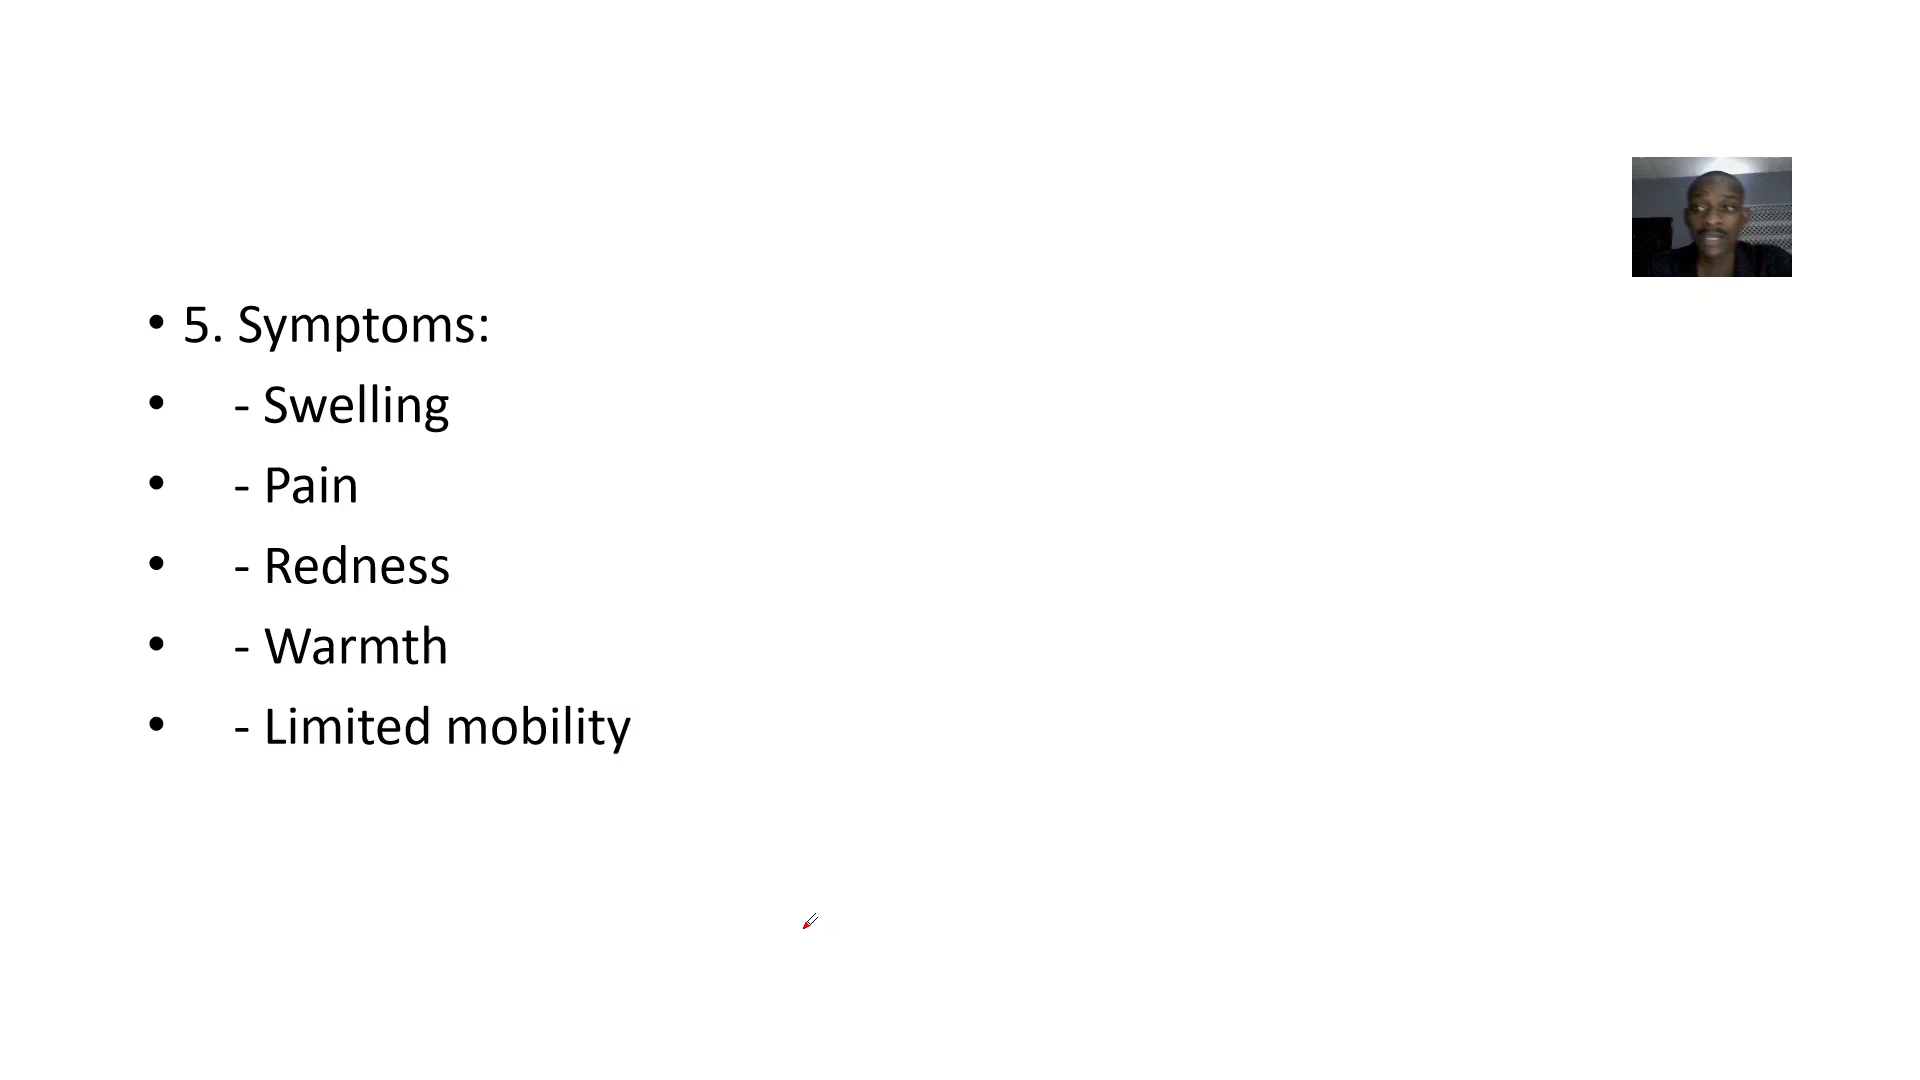 • 5. Symptoms:
• - Swelling
• - Pain
• - Redness
• - Warmth
• - Limited mobility